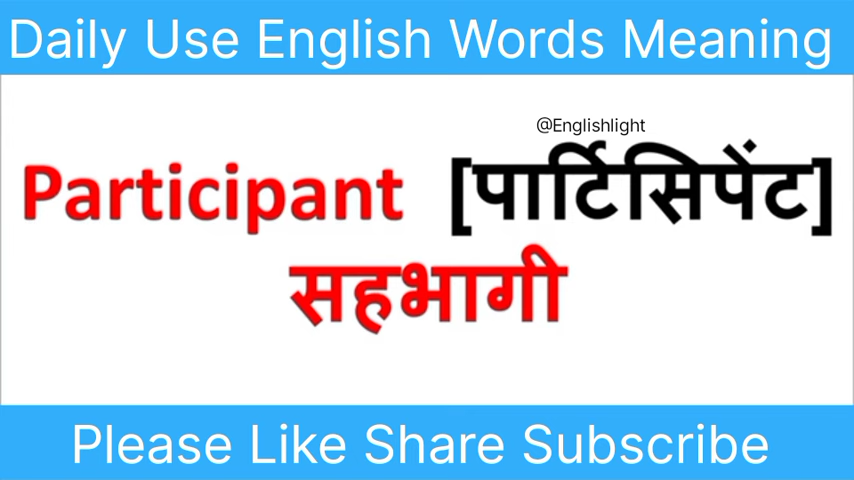 Daily Use English Words Meaning
@Englishlight
Participant [पार्टिसिपेंट]
सहभागी
Please Like Share Subscribe